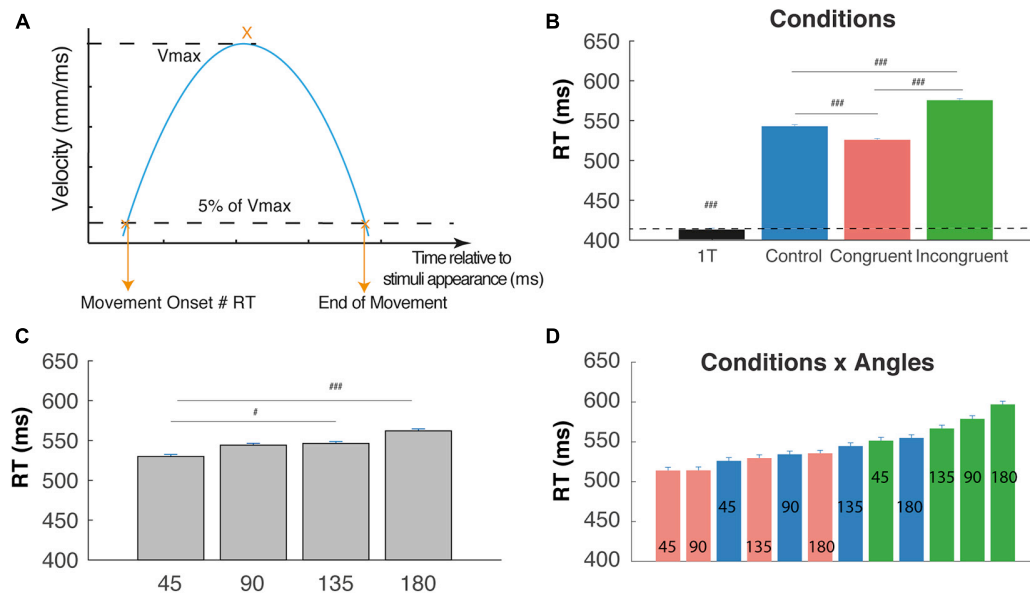 A
Velocity (mm/ms)
X
Vmax
5% of Vmax
X
X
Time relative to
stimuli appearance (ms)
Movement Onset # RT
End of Movement
B
Conditions
RT (ms)
650
600
550
500
450
400
###
###
###
###
1T
Control
Congruent
Incongruent
C
RT (ms)
650
600
550
500
450
400
###
#
45
90
135
180
D
Conditions x Angles
RT (ms)
650
600
550
500
450
400
45
90
45
135
90
180
135
45
180
135
90
180